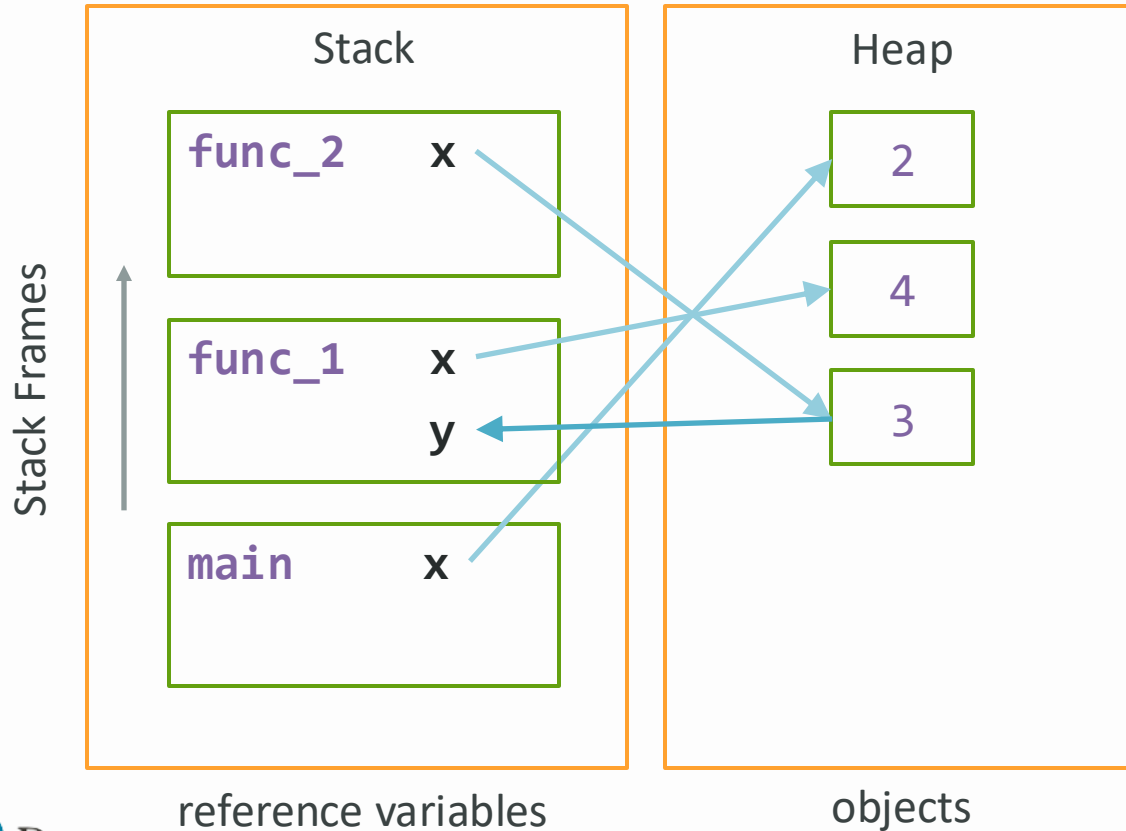 Stack
Heap
func_2 x
2
4
Stack Frames
func_1 x
y
3
main x
reference variables
objects